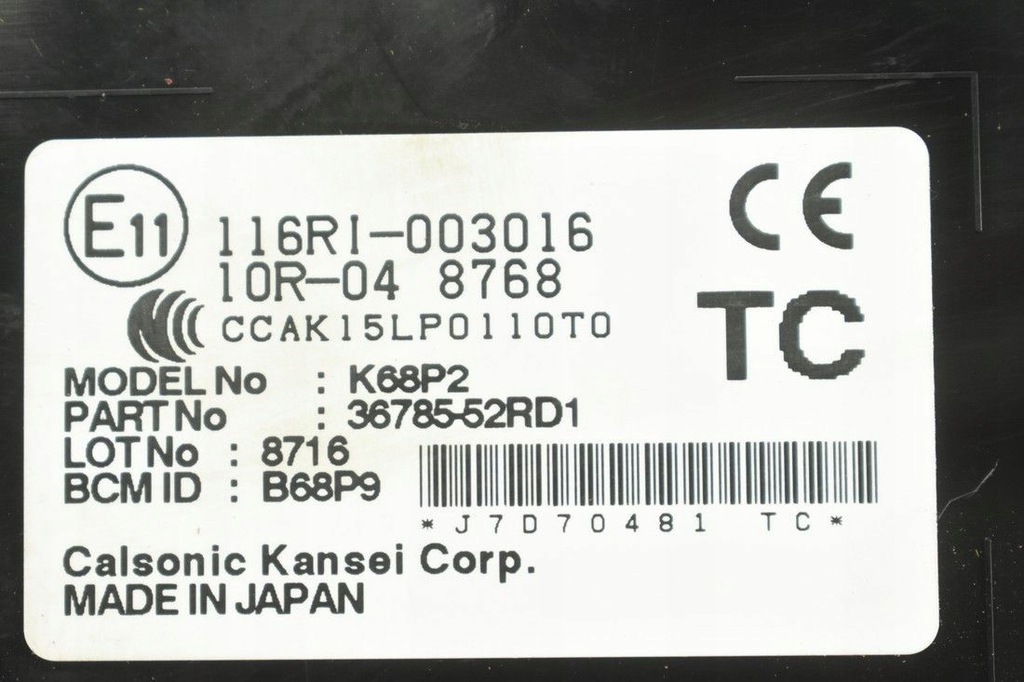 E11
116RI-003016
10R-04 8768
CE
NCC
CCAK15LP0110T0
TC
MODEL No : K68P2
PART No : 36785-52RD1
LOT No : 8716
BCM ID : B68P9
*J7D70481 TC*
Calsonic Kansei Corp.
MADE IN JAPAN